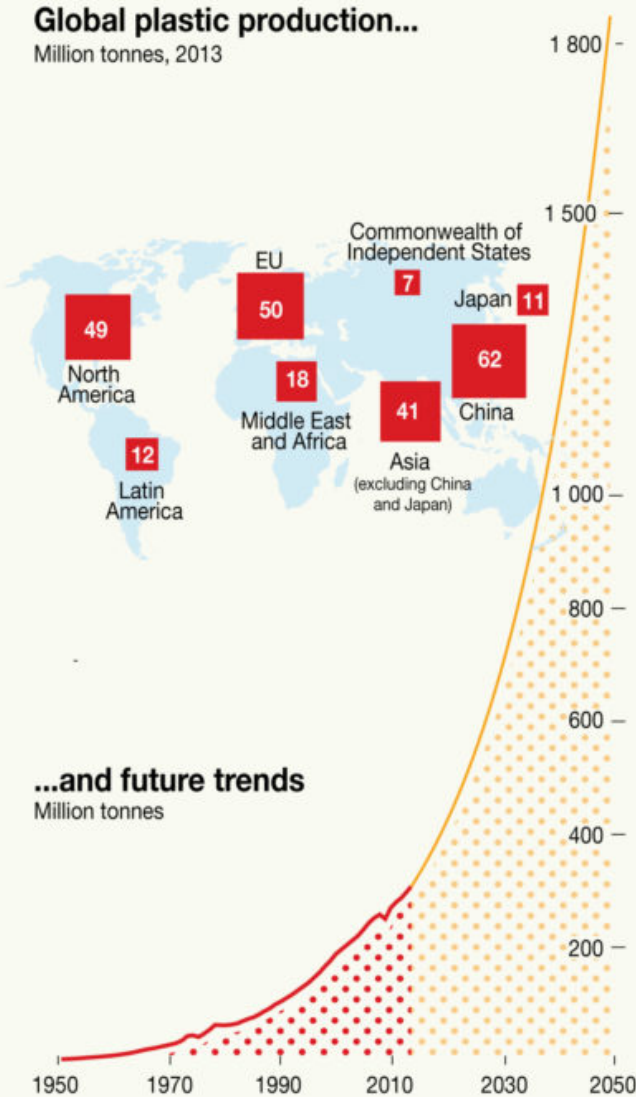 Global plastic production...
Million tonnes, 2013
1 800
1 500
Commonwealth of
Independent States
7
EU
50
Japan
11
49
North
America
62
China
18
Middle East
and Africa
41
Asia
(excluding China
and Japan)
12
Latin
America
1 000
800
600
...and future trends
Million tonnes
400
200
1950 1970 1990 2010 2030 2050